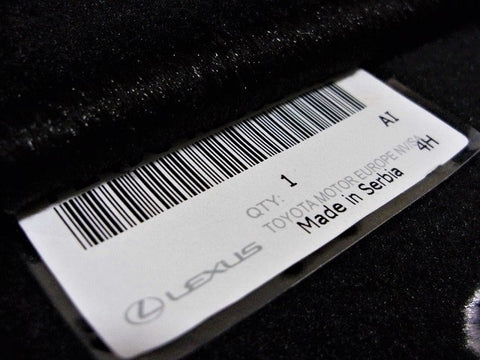 AI
QTY: 1
TOYOTA MOTOR EUROPE NV/SA
Made in Serbia
4H
LEXUS